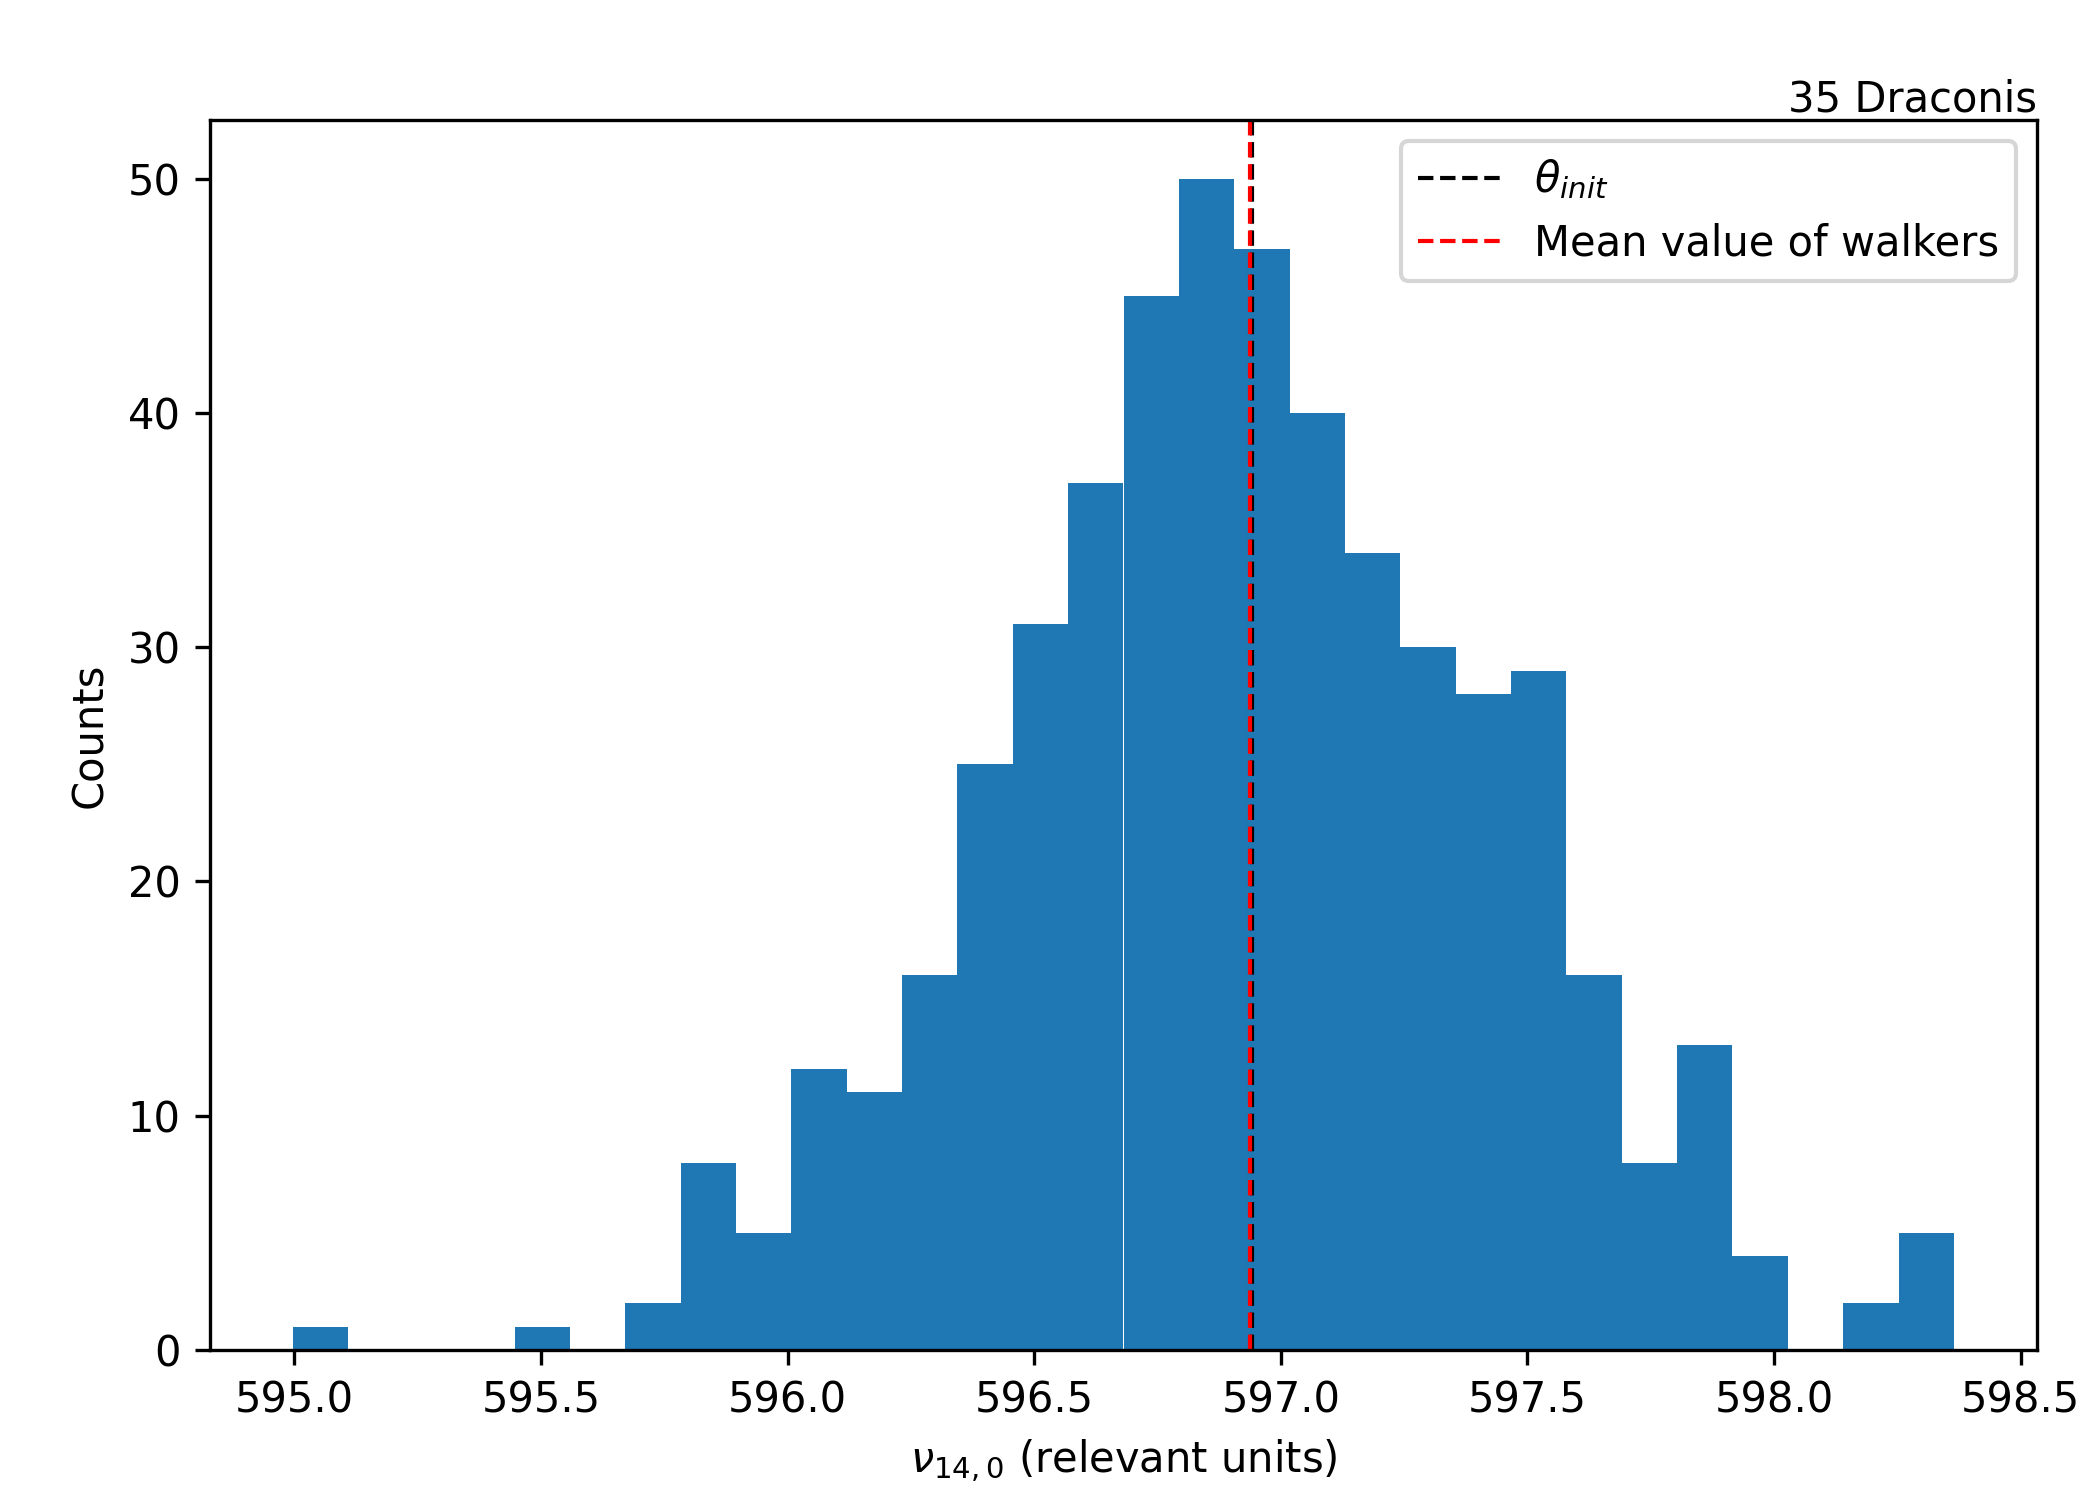 35 Draconis
θinit
Mean value of walkers
50
40
30
20
10
0
Counts
595.0 595.5 596.0 596.5 597.0 597.5 598.0 598.5
ν14, 0 (relevant units)